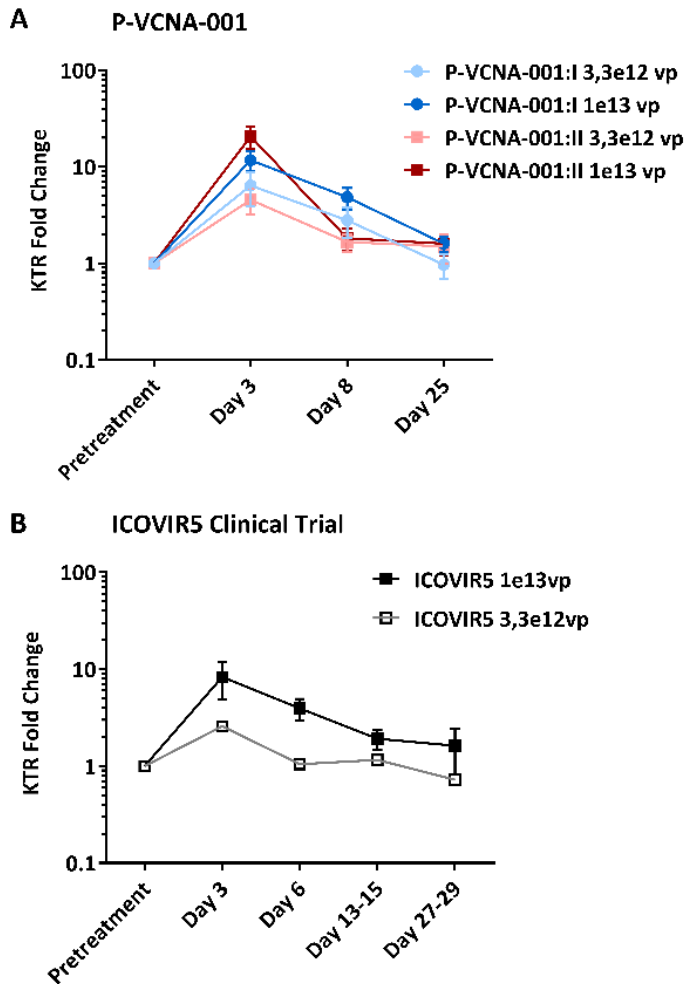 A P-VCNA-001
100
10
1
0.1
KTR Fold Change
P-VCNA-001:I 3,3e12 vp
P-VCNA-001:I 1e13 vp
P-VCNA-001:II 3,3e12 vp
P-VCNA-001:II 1e13 vp
Pretreatment
Day 3
Day 8
Day 25
B ICOVIR5 Clinical Trial
100
10
1
0.1
KTR Fold Change
ICOVIR5 1e13vp
ICOVIR5 3,3e12vp
Pretreatment
Day 3
Day 6
Day 13-15
Day 27-29